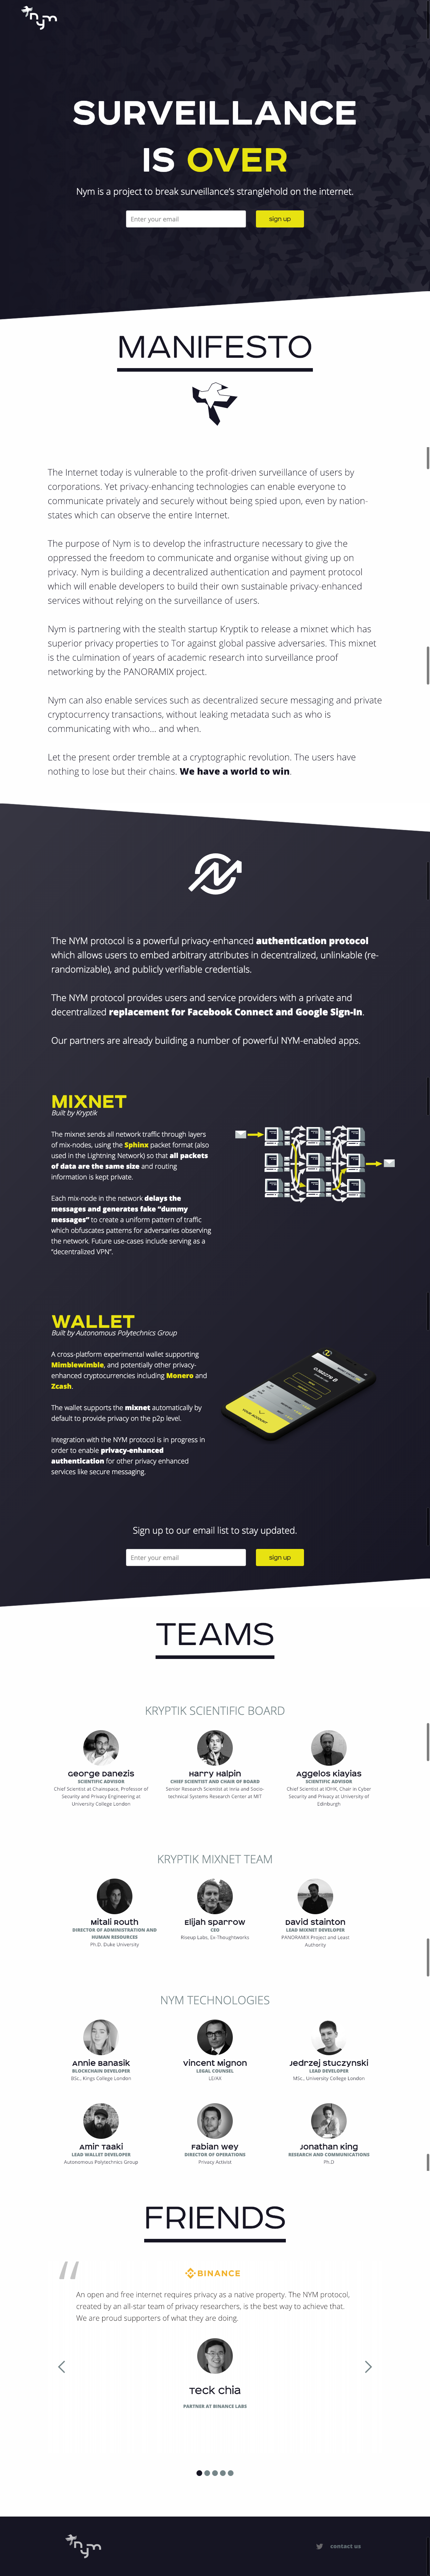 nym
SURVEILLANCE
IS OVER
Nym is a project to break surveillance's stranglehold on the internet.
Enter your email
sign up
MANIFESTO
The Internet today is vulnerable to the profit-driven surveillance of users by
corporations. Yet privacy-enhancing technologies can enable everyone to
communicate privately and securely without being spied upon, even by nation-
states which can observe the entire Internet.
The purpose of Nym is to develop the infrastructure necessary to give the
oppressed the freedom to communicate and organise without giving up on
privacy. Nym is building a decentralized authentication and payment protocol
which will enable developers to build their own sustainable privacy-enhanced
services without relying on the surveillance of users.
Nym is partnering with the stealth startup Kryptik to release a mixnet which has
superior privacy properties to Tor against global passive adversaries. This mixnet
is the culmination of years of academic research into surveillance proof
networking by the PANORAMIX project.
Nym can also enable services such as decentralized secure messaging and private
cryptocurrency transactions, without leaking metadata such as who is
communicating with who... and when.
Let the present order tremble at a cryptographic revolution. The users have
nothing to lose but their chains. We have a world to win.
The NYM protocol is a powerful privacy-enhanced authentication protocol
which allows users to embed arbitrary attributes in decentralized, unlinkable (re-
randomizable), and publicly verifiable credentials.
The NYM protocol provides users and service providers with a private and
decentralized replacement for Facebook Connect and Google Sign-In.
Our partners are already building a number of powerful NYM-enabled apps.
MIXNET
Built by Kryptik
The mixnet sends all network traffic through layers
of mix-nodes, using the Sphinx packet format (also
used in the Lightning Network) so that all packets
of data are the same size and routing
information is kept private.
Each mix-node in the network delays the
messages and generates fake "dummy
messages" to create a uniform pattern of traffic
which obfuscates patterns for adversaries observing
the network. Future use-cases include serving as a
"decentralized VPN".
WALLET
Built by Autonomous Polytechnics Group
A cross-platform experimental wallet supporting
Mimblewimble, and potentially other privacy-
enhanced cryptocurrencies including Monero and
Zcash.
The wallet supports the mixnet automatically by
default to provide privacy on the p2p level.
Integration with the NYM protocol is in progress in
order to enable privacy-enhanced
authentication for other privacy enhanced
services like secure messaging.
YOUR ACCOUNT
Sign up to our email list to stay updated.
Enter your email
sign up
TEAMS
KRYPTIK SCIENTIFIC BOARD
George Danezis
SCIENTIFIC ADVISOR
Chief Scientist at Chainspace, Professor of
Security and Privacy Engineering at
University College London
Harry Halpin
CHIEF SCIENTIST AND CHAIR OF BOARD
Senior Research Scientist at Inria and Socio-
technical Systems Research Center at MIT
Aggelos Kiayias
SCIENTIFIC ADVISOR
Chief Scientist at IOHK, Chair in Cyber
Security and Privacy at University of
Edinburgh
KRYPTIK MIXNET TEAM
Mitali Routh
DIRECTOR OF ADMINISTRATION AND
HUMAN RESOURCES
Ph.D. Duke University
Elijah Sparrow
CEO
Riseup Labs, Ex-Thoughtworks
David Stainton
LEAD MIXNET DEVELOPER
PANORAMIX Project and Least
Authority
NYM TECHNOLOGIES
Annie Banasik
BLOCKCHAIN DEVELOPER
BSc., Kings College London
Vincent Mignon
LEGAL COUNSEL
Jedrzej Stuczynski
LEAD DEVELOPER
MSc., University College London
Amir Taaki
LEAD WALLET DEVELOPER
Autonomous Polytechnics Group
Fabian Wey
DIRECTOR OF OPERATIONS
Privacy Activist
Jonathan King
RESEARCH AND COMMUNICATIONS
Ph.D
FRIENDS
BINANCE
An open and free internet requires privacy as a native property. The NYM protocol,
created by an all-star team of privacy researchers, is the best way to achieve that.
We are proud supporters of what they are doing.
Teck Chia
PARTNER AT BINANCE LABS
nym
contact us